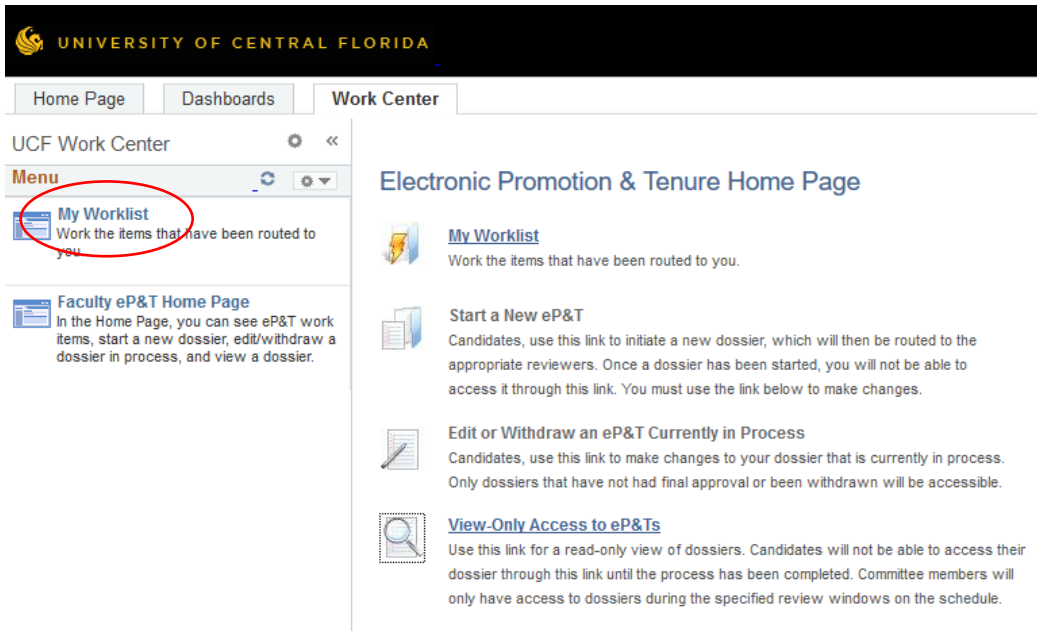 UNIVERSITY OF CENTRAL FLORIDA
Home Page
Dashboards
Work Center
UCF Work Center
Menu
My Worklist
Work the items that have been routed to
you.
Faculty eP&T Home Page
In the Home Page, you can see eP&T work
items, start a new dossier, edit/withdraw a
dossier in process, and view a dossier.
Electronic Promotion & Tenure Home Page
My Worklist
Work the items that have been routed to you.
Start a New eP&T
Candidates, use this link to initiate a new dossier, which will then be routed to the
appropriate reviewers. Once a dossier has been started, you will not be able to
access it through this link. You must use the link below to make changes.
Edit or Withdraw an eP&T Currently in Process
Candidates, use this link to make changes to your dossier that is currently in process.
Only dossiers that have not had final approval or been withdrawn will be accessible.
View-Only Access to eP&Ts
Use this link for a read-only view of dossiers. Candidates will not be able to access their
dossier through this link until the process has been completed. Committee members will
only have access to dossiers during the specified review windows on the schedule.